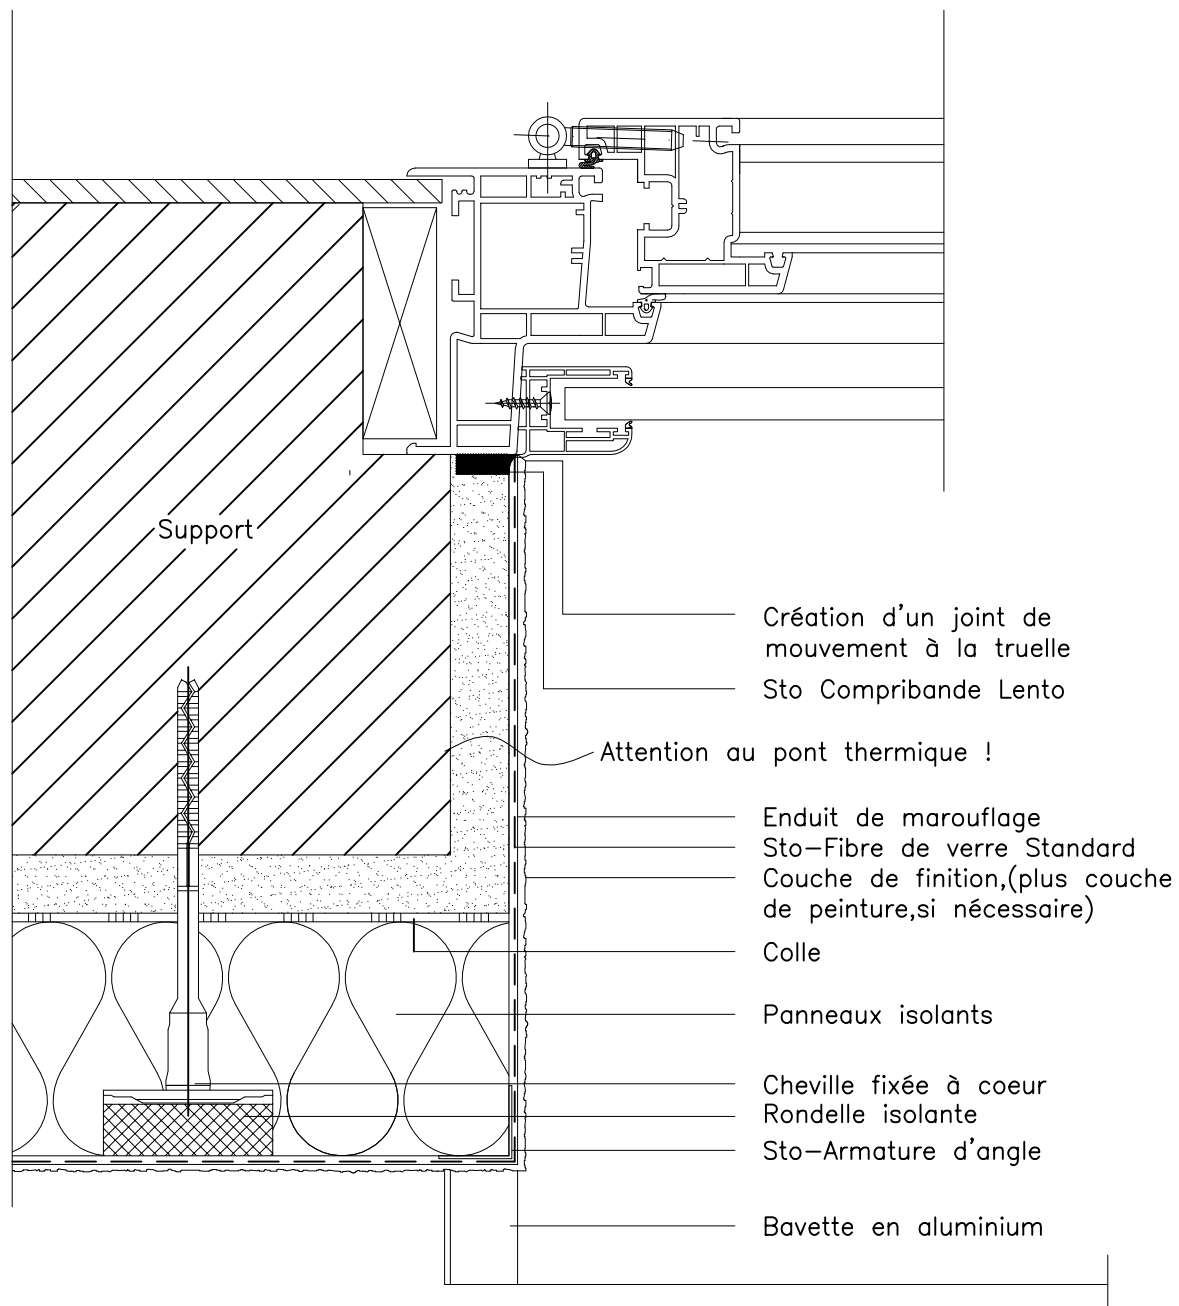 Support
Création d'un joint de
mouvement à la truelle
Sto Compribande Lento
Attention au pont thermique !
Enduit de marouflage
Sto-Fibre de verre Standard
Couche de finition,(plus couche
de peinture,si nécessaire)
Colle
Panneaux isolants
Cheville fixée à coeur
Rondelle isolante
Sto-Armature d'angle
Bavette en aluminium